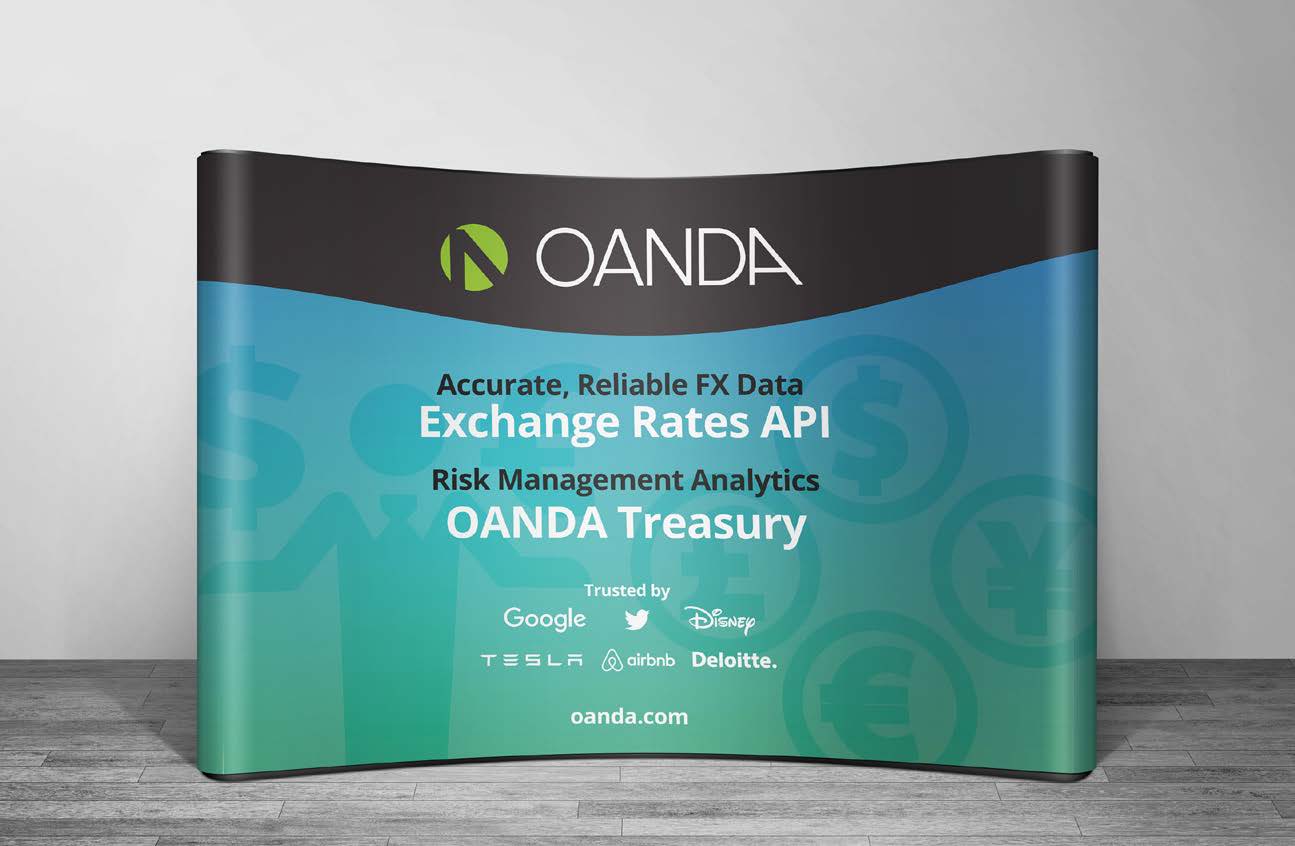 OANDA
Accurate, Reliable FX Data
Exchange Rates API
Risk Management Analytics
OANDA Treasury
Trusted by
Google Disney
TESLA airbnb Deloitte.
oanda.com